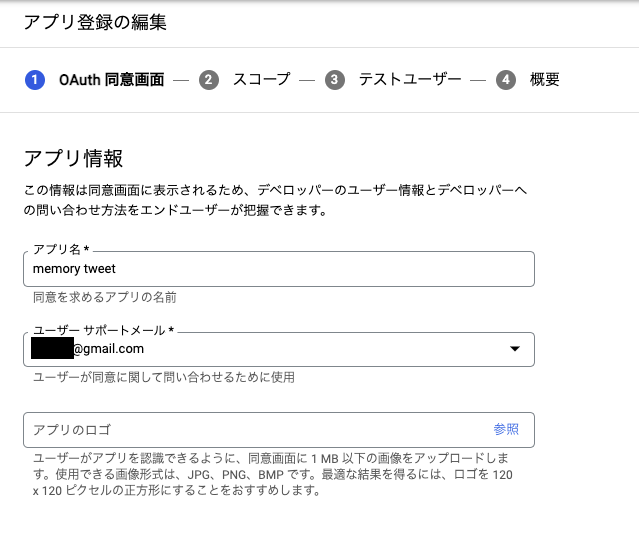 アプリ登録の編集
1 OAuth 同意画面 — 2 スコープ — 3 テストユーザー — 4 概要
アプリ情報
この情報は同意画面に表示されるため、デベロッパーのユーザー情報とデベロッパーへ
の問い合わせ方法をエンドユーザーが把握できます。
アプリ名 *
memory tweet
同意を求めるアプリの名前
ユーザー サポートメール *
@gmail.com
ユーザーが同意に関して問い合わせるために使用
アプリのロゴ 参照
ユーザーがアプリを認識できるように、同意画面に 1 MB 以下の画像をアップロードしま
す。使用できる画像形式は、JPG、PNG、BMP です。最適な結果を得るには、ロゴを 120
x 120 ピクセルの正方形にすることをおすすめします。